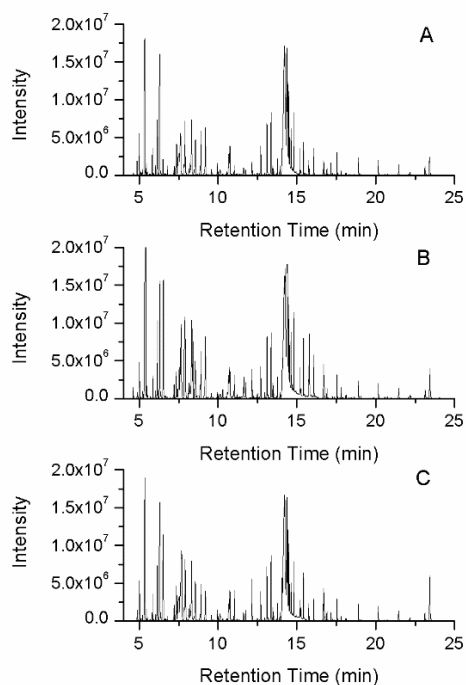 A
2.0x10⁷
1.5x10⁷
1.0x10⁷
5.0x10⁶
0.0
Intensity
5 10 15 20 25
Retention Time (min)
B
2.0x10⁷
1.5x10⁷
1.0x10⁷
5.0x10⁶
0.0
Intensity
5 10 15 20 25
Retention Time (min)
C
2.0x10⁷
1.5x10⁷
1.0x10⁷
5.0x10⁶
0.0
Intensity
5 10 15 20 25
Retention Time (min)